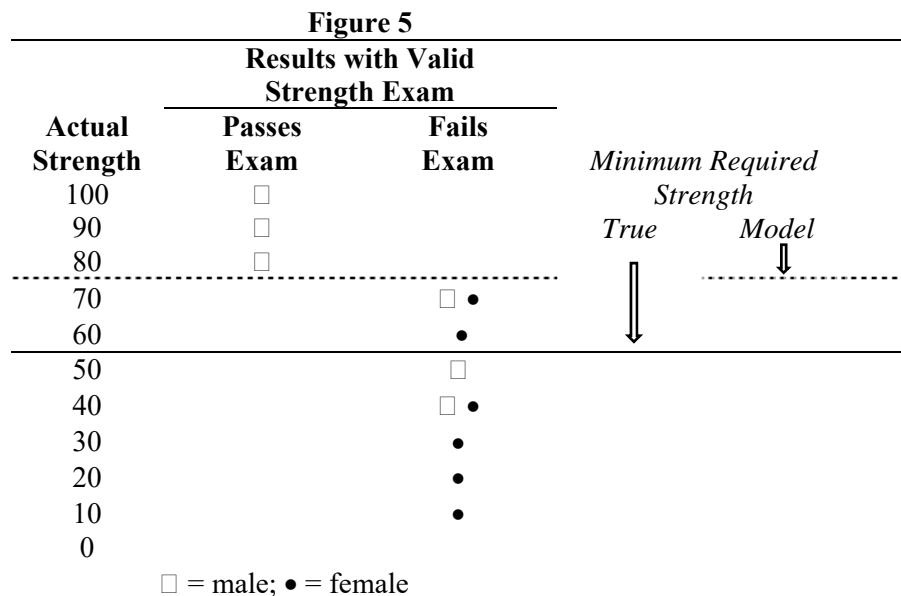 Figure 5
Results with Valid
Strength Exam
Actual Passes Fails
Strength Exam Exam Minimum Required
100 □ Strength
90 □ True Model
80 □
70 □ •
60 •
50 □
40 □ •
30 •
20 •
10 •
0
□ = male; • = female